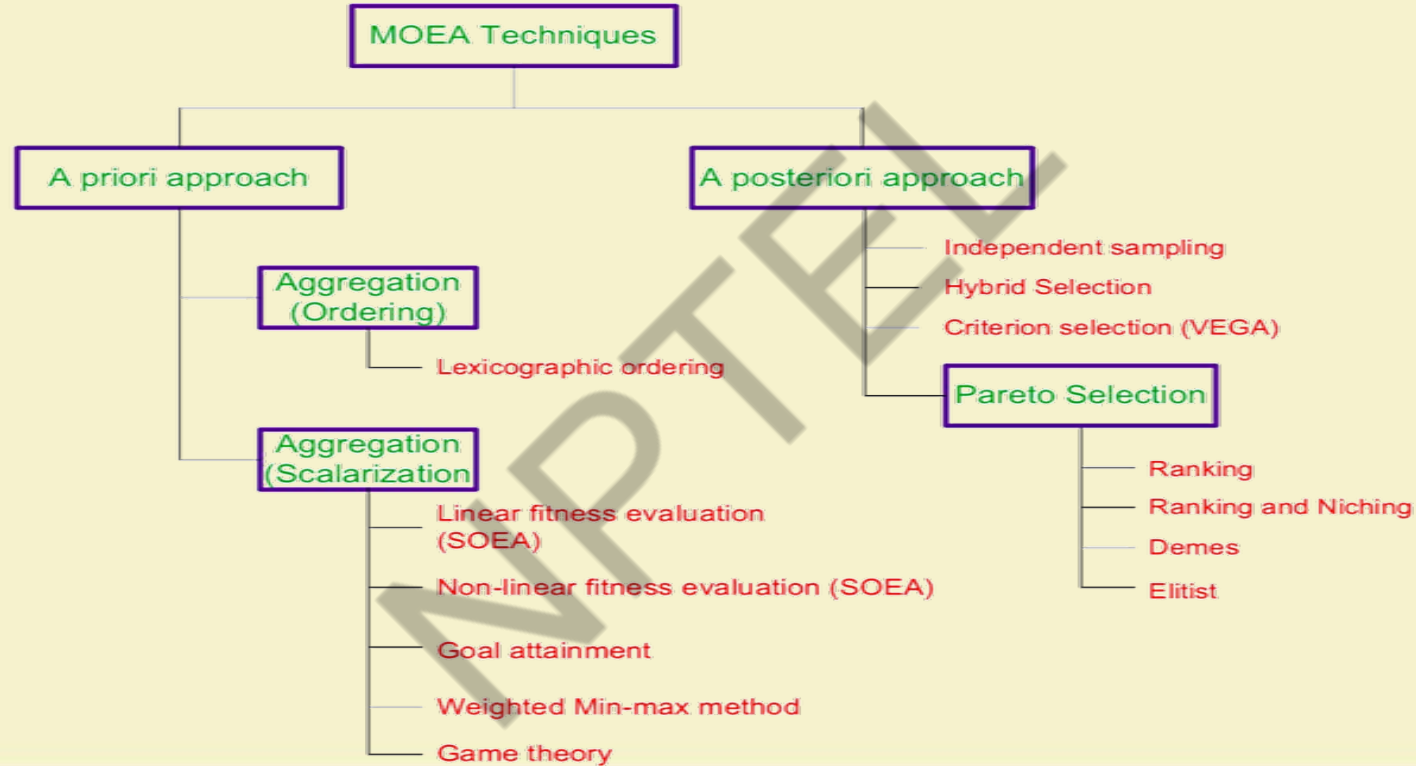 MOEA Techniques
A priori approach
A posteriori approach
Aggregation
(Ordering)
Lexicographic ordering
Aggregation
(Scalarization
Linear fitness evaluation
(SOEA)
Non-linear fitness evaluation (SOEA)
Goal attainment
Weighted Min-max method
Game theory
Independent sampling
Hybrid Selection
Criterion selection (VEGA)
Pareto Selection
Ranking
Ranking and Niching
Demes
Elitist
NPTEL